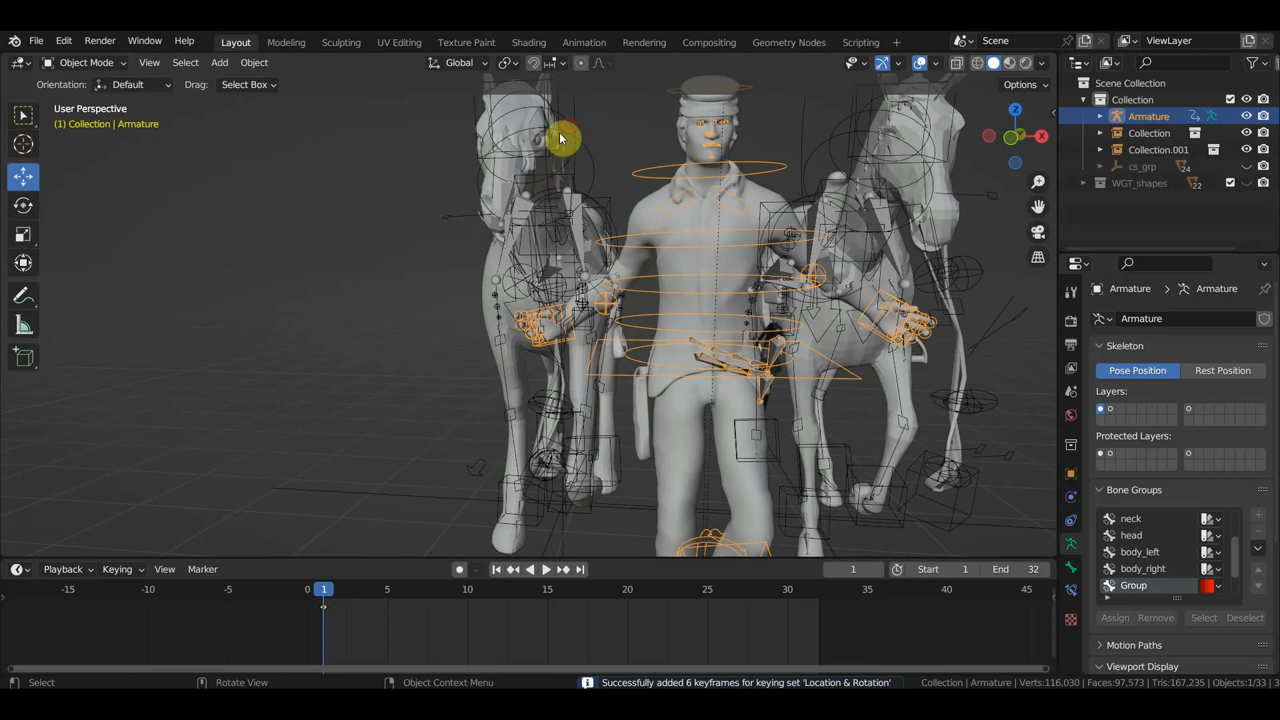 File Edit Render Window Help Layout Modeling Sculpting UV Editing Texture Paint Shading Animation Rendering Compositing Geometry Nodes Scripting + Scene ViewLayer
Object Mode View Select Add Object Global Options
Orientation: Default Drag: Select Box
User Perspective
(1) Collection | Armature
Z
X
Scene Collection
Collection
Armature
Collection
Collection.001
cs_grp 24
WGT_shapes 22
Armature Armature
Armature
Skeleton
Pose Position Rest Position
Layers:
Protected Layers:
Bone Groups
neck
head
body_left
body_right
Group
Assign Remove Select Deselect
Motion Paths
Viewport Display
Playback Keying View Marker 1 Start 1 End 32
-15 -10 -5 0 1 5 10 15 20 25 30 35 40 45
Select Rotate View Object Context Menu Successfully added 6 keyframes for keying set 'Location & Rotation' Collection | Armature | Verts:116,030 | Faces:97,573 | Tris:167,235 | Objects:1/33 | 3